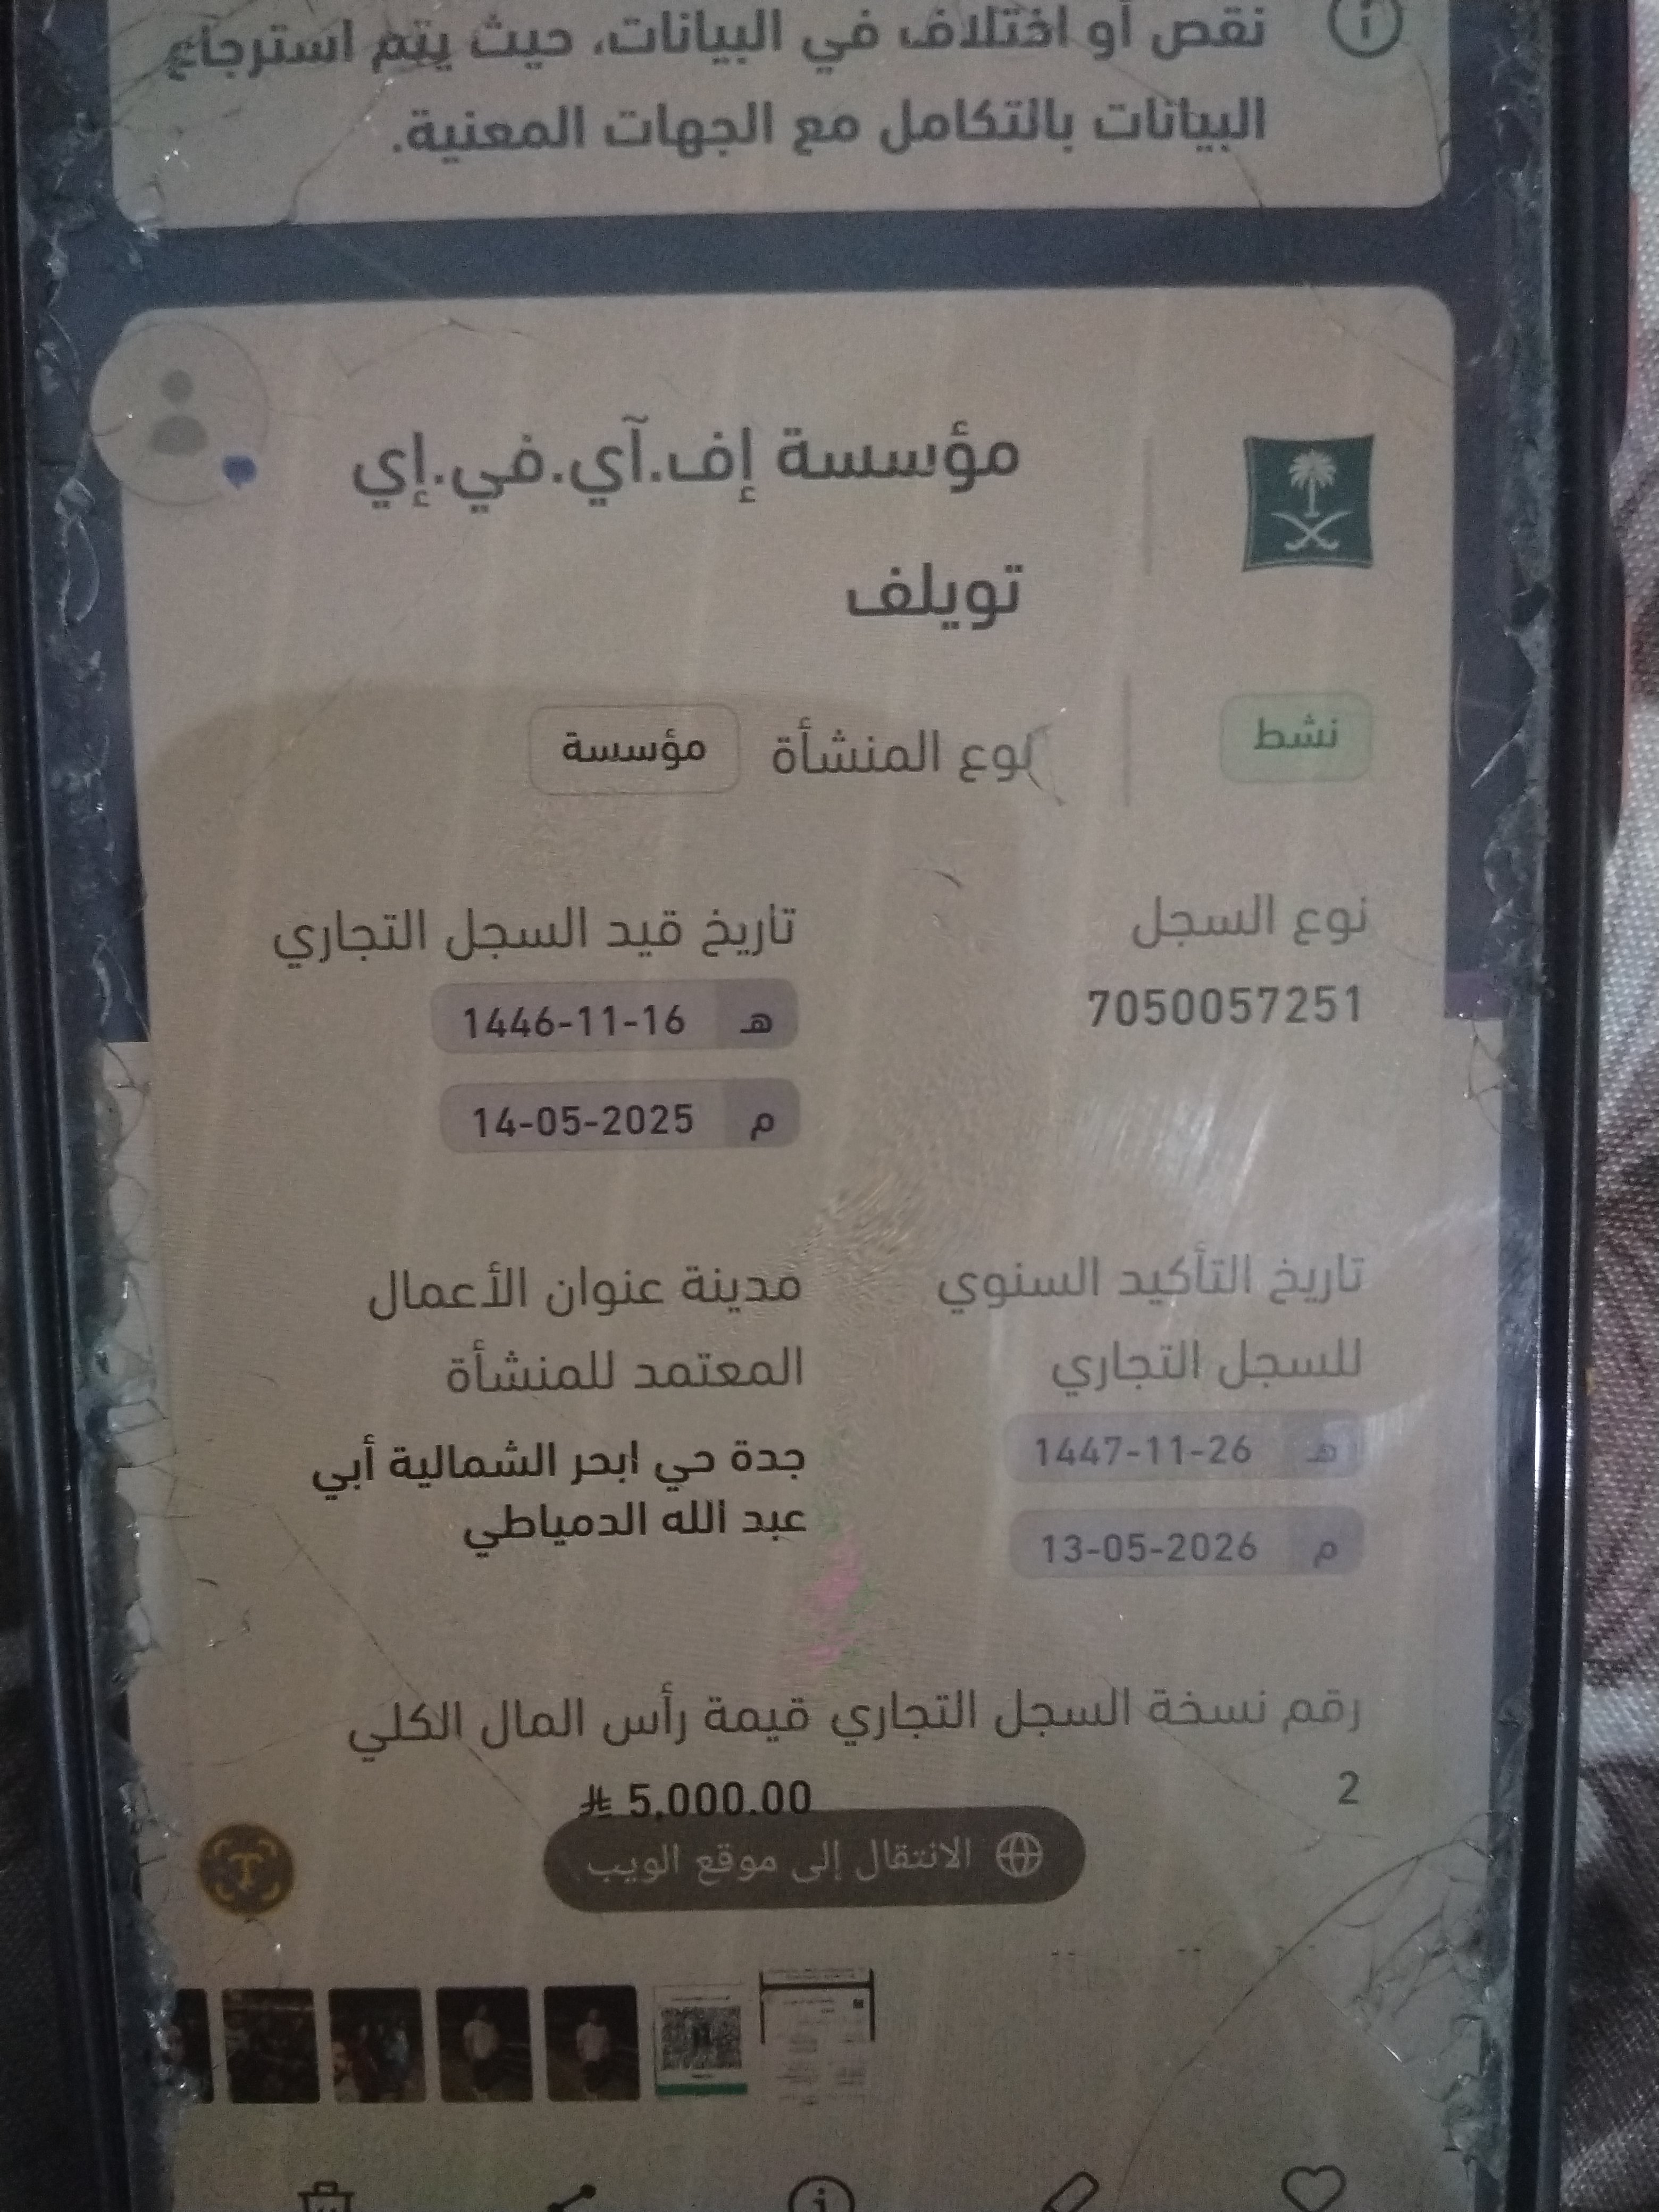 نقص أو اختلاف في البيانات، حيث يتم استرجاع
البيانات بالتكامل مع الجهات المعنية.
مؤسسة إف.آي.في.إي
تويلف
نشط
نوع المنشأة
مؤسسة
نوع السجل
7050057251
تاريخ قيد السجل التجاري
هـ 1446-11-16
م 14-05-2025
تاريخ التأكيد السنوي
للسجل التجاري
هـ 1447-11-26
م 13-05-2026
مدينة عنوان الأعمال
المعتمد للمنشأة
جدة حي ابحر الشمالية أبي
عبد الله الدمياطي
رقم نسخة السجل التجاري
2
قيمة رأس المال الكلي
5,000.00
الانتقال إلى موقع الويب